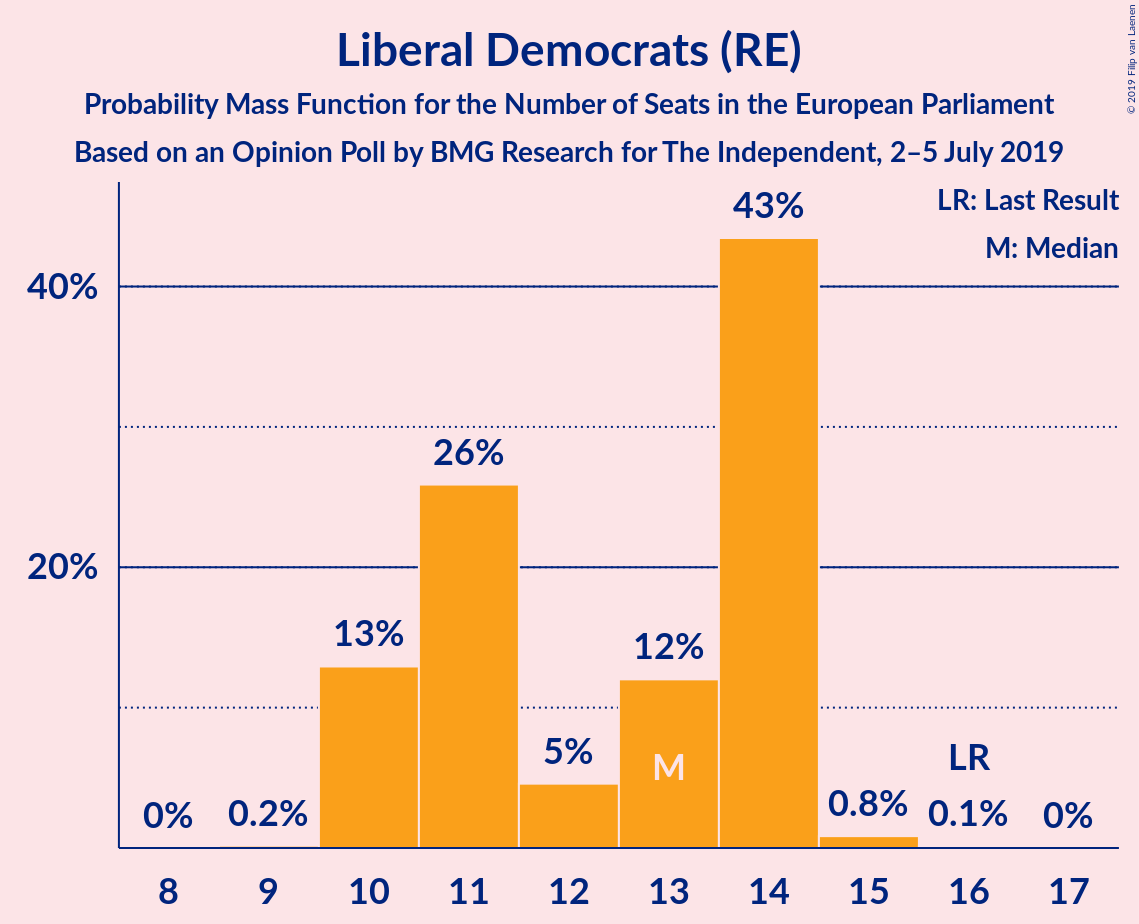 Liberal Democrats (RE)
Probability Mass Function for the Number of Seats in the European Parliament
Based on an Opinion Poll by BMG Research for The Independent, 2–5 July 2019
© 2019 Filip van Laenen
LR: Last Result
M: Median
40%
20%
0%
0.2%
13%
26%
5%
12%
M
43%
0.8%
LR
0.1%
0%
8 9 10 11 12 13 14 15 16 17